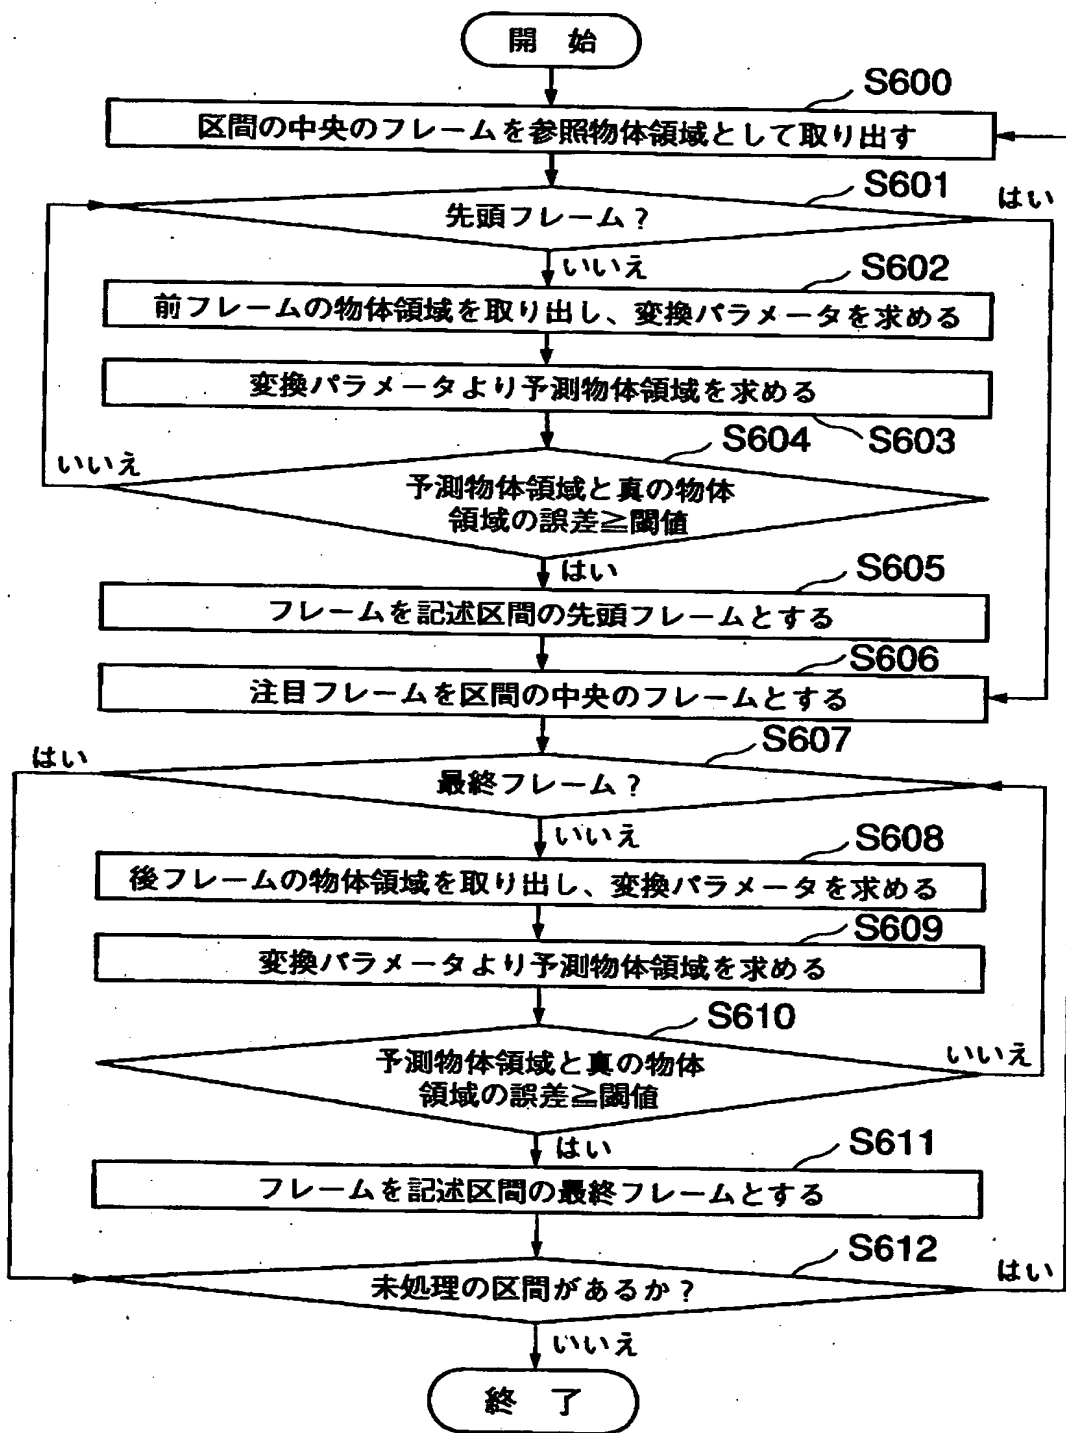 開 始
S600
区間の中央のフレームを参照物体領域として取り出す
S601
はい
先頭フレーム？
いいえ
S602
前フレームの物体領域を取り出し、変換パラメータを求める
変換パラメータより予測物体領域を求める
S603
S604
いいえ
予測物体領域と真の物体
領域の誤差≧閾値
はい
S605
フレームを記述区間の先頭フレームとする
S606
注目フレームを区間の中央のフレームとする
S607
はい
最終フレーム？
いいえ
S608
後フレームの物体領域を取り出し、変換パラメータを求める
S609
変換パラメータより予測物体領域を求める
S610
予測物体領域と真の物体
領域の誤差≧閾値
いいえ
はい
S611
フレームを記述区間の最終フレームとする
S612
未処理の区間があるか？
はい
いいえ
終 了